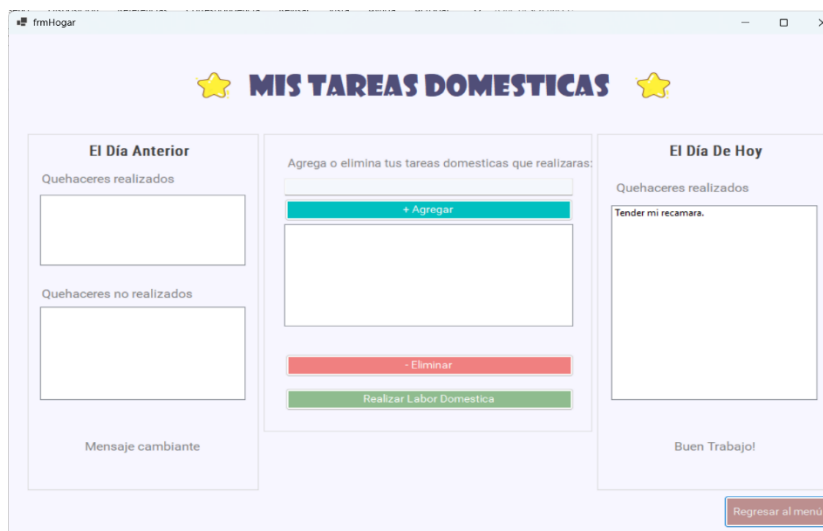 frmHogar
MIS TAREAS DOMESTICAS
El Día Anterior
Quehaceres realizados
Quehaceres no realizados
Mensaje cambiante
Agrega o elimina tus tareas domesticas que realizaras:
+ Agregar
- Eliminar
Realizar Labor Domestica
El Día De Hoy
Quehaceres realizados
Tender mi recamara.
Buen Trabajo!
Regresar al menú